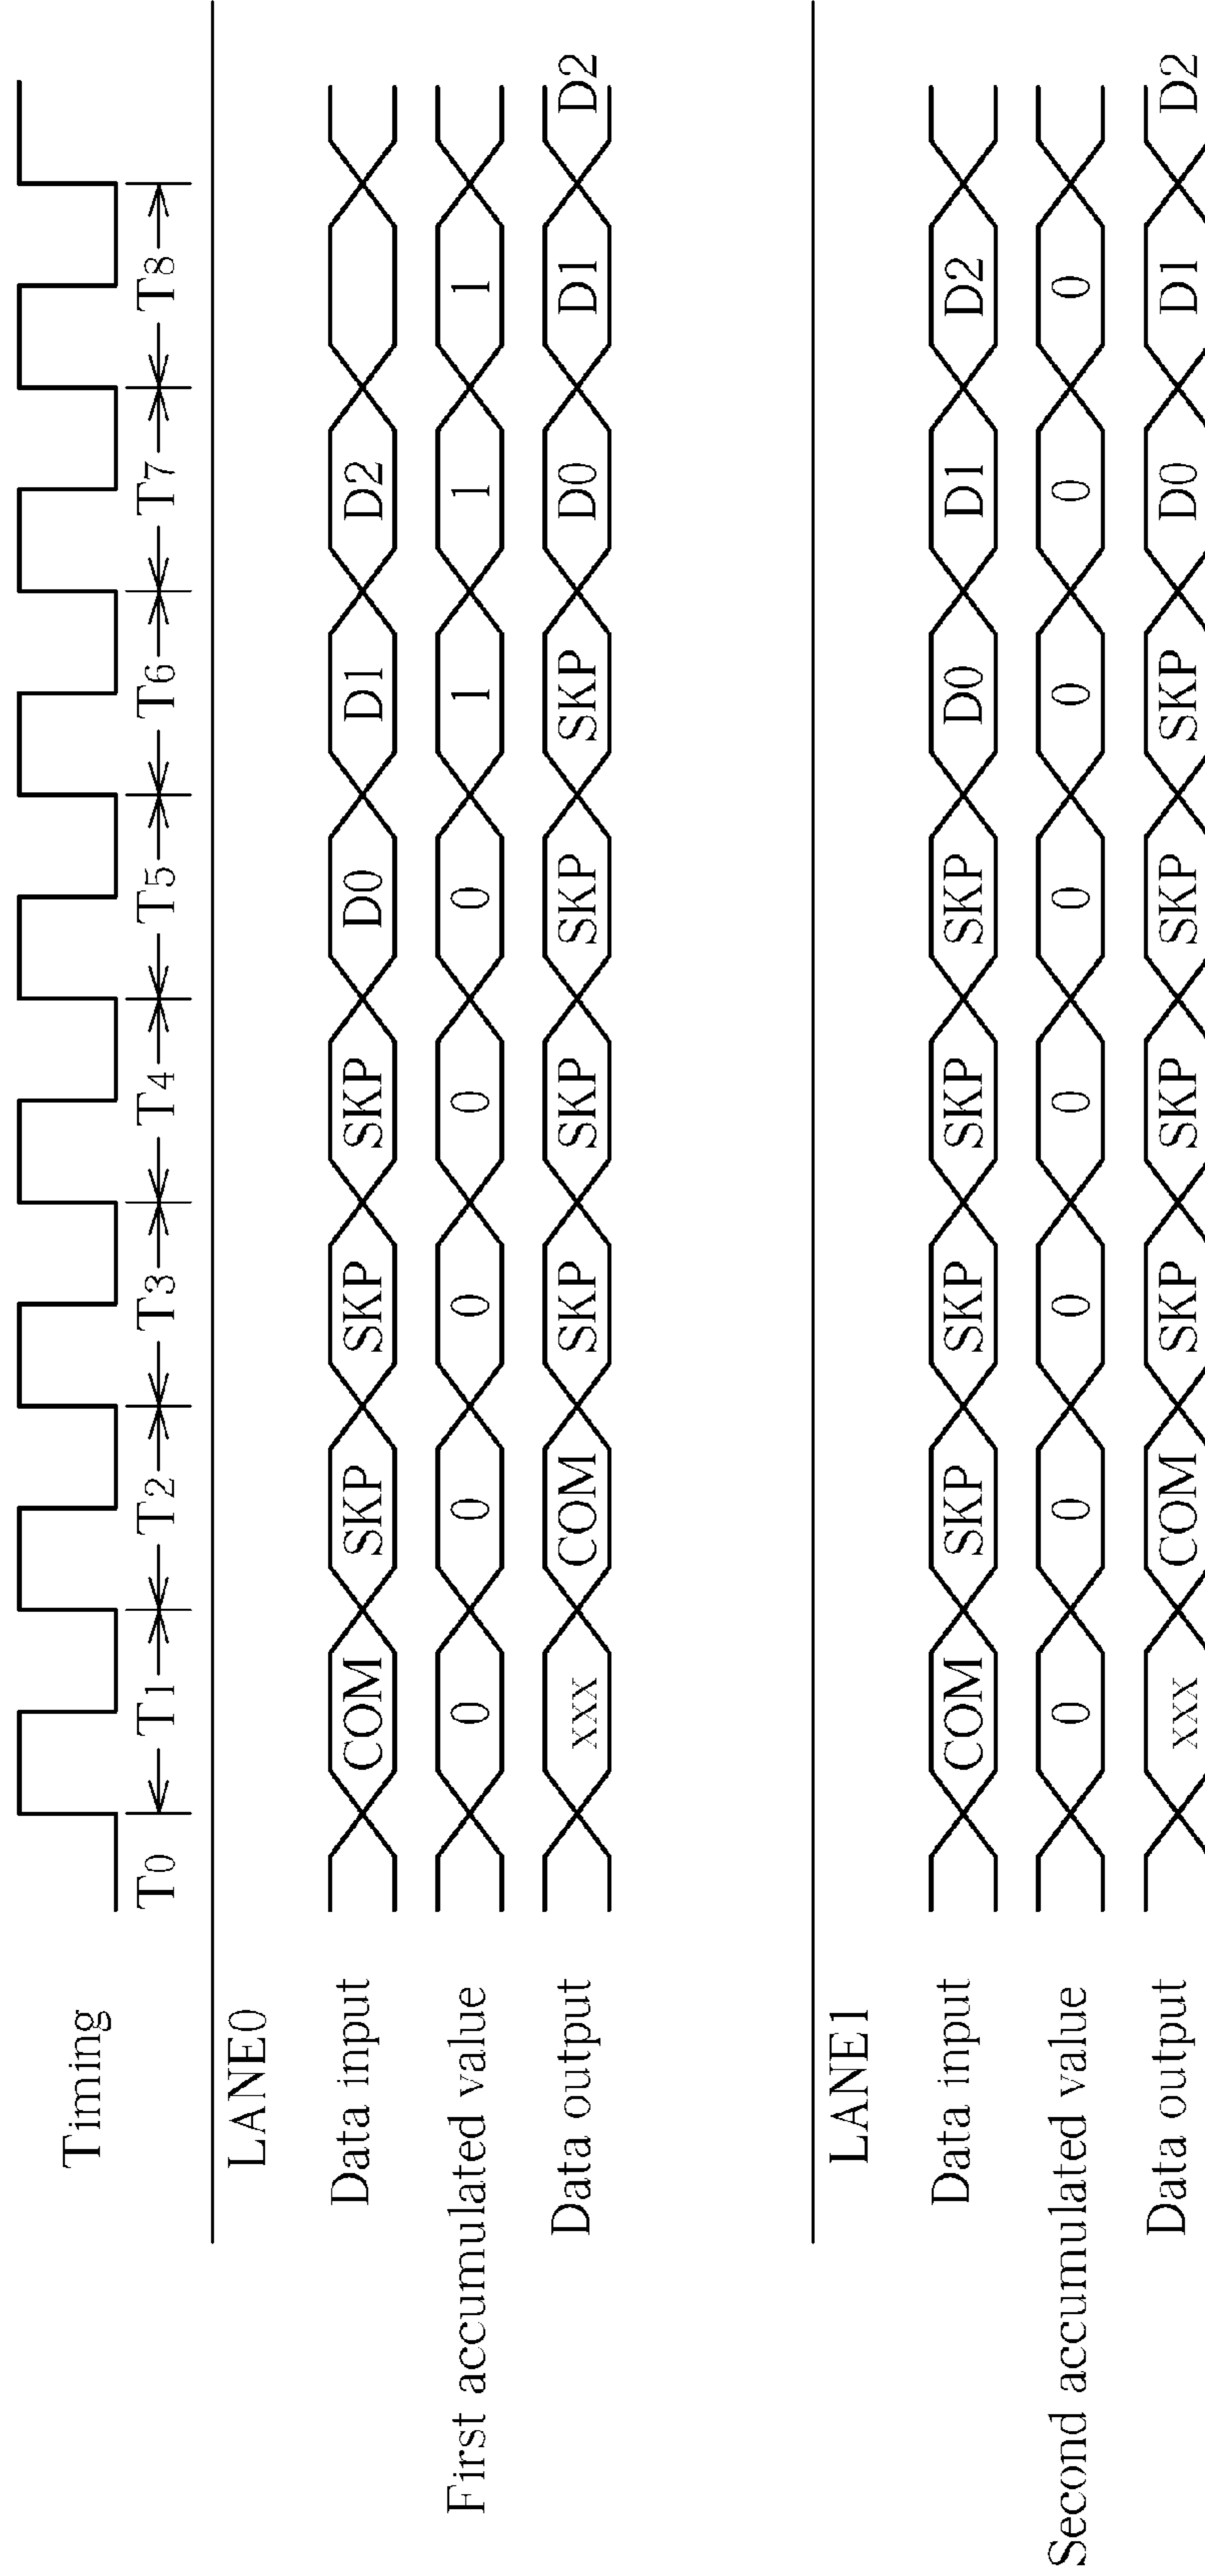 Timing
T0 T1 T2 T3 T4 T5 T6 T7 T8
LANE0
Data input COM SKP SKP SKP D0 D1 D2
First accumulated value 0 0 0 0 0 1 1 1
Data output xxx COM SKP SKP SKP SKP D0 D1 D2
LANE1
Data input COM SKP SKP SKP SKP D0 D1 D2
Second accumulated value 0 0 0 0 0 0 0 0
Data output xxx COM SKP SKP SKP SKP D0 D1 D2